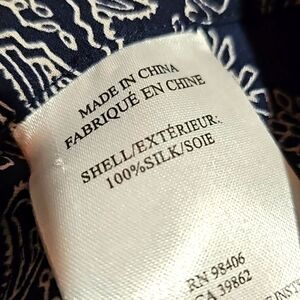 MADE IN CHINA
FABRIQUÉ EN CHINE
SHELL/EXTÉRIEUR:
100%SILK/SOIE
RN 98406
CA 39862